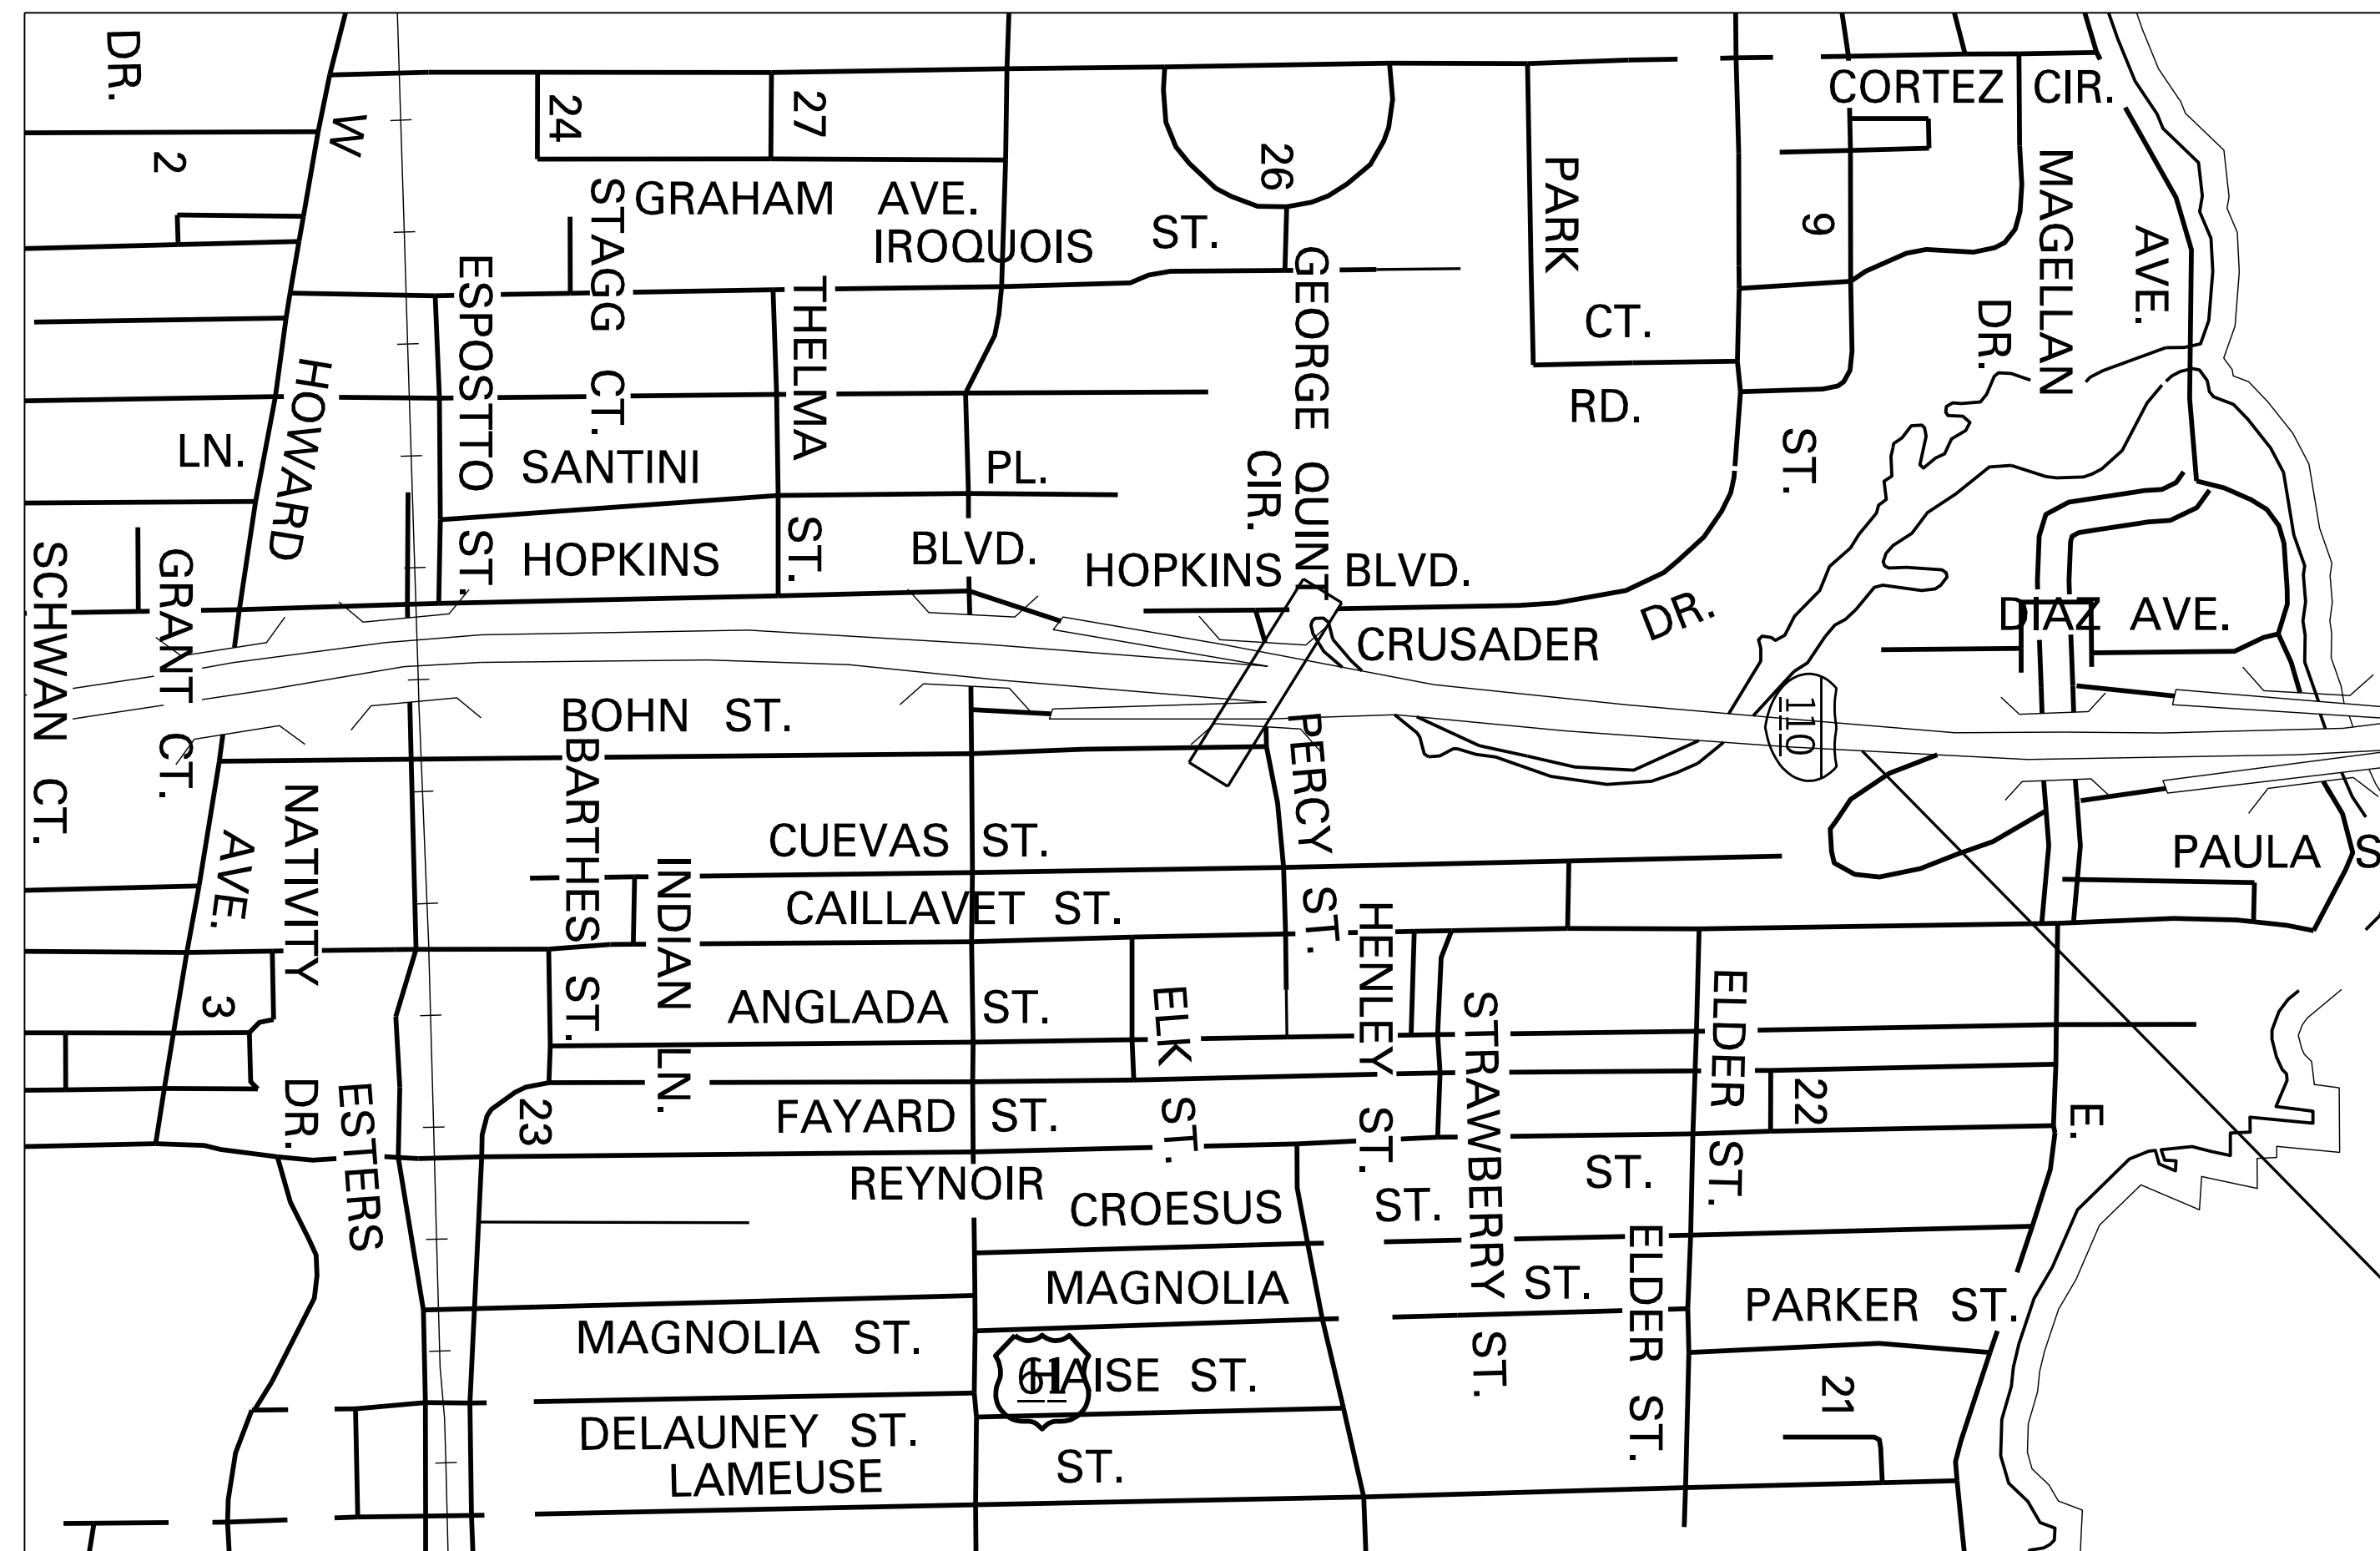 DR.
CORTEZ CIR.
24
27
W
2
26
GRAHAM AVE.
STAGG CT.
IROQUOIS ST.
PARK CT.
9
MAGELLAN DR.
AVE.
ESPOSTTO ST.
THELMA ST.
GEORGE QUINT CIR.
RD.
HOWARD AVE.
LN.
SANTINI PL.
ST.
HOPKINS BLVD.
HOPKINS BLVD.
SCHWAN CT.
GRANT CT.
CRUSADER DR.
DIAZ AVE.
BOHN ST.
110
PERCY ST.
BARTHES ST.
NATIVITY DR.
CUEVAS ST.
PAULA S
INDIAN LN.
CAILLAVET ST.
HENLEY ST.
3
ANGLADA ST.
ELK ST.
STRAWBERRY ST.
ELDER ST.
ESTERS
23
FAYARD ST.
22
E.
REYNOIR ST.
CROESUS ST.
MAGNOLIA ST.
ELDER ST.
PARKER ST.
MAGNOLIA ST.
61
HAISE ST.
21
DELAUNEY ST.
LAMEUSE ST.